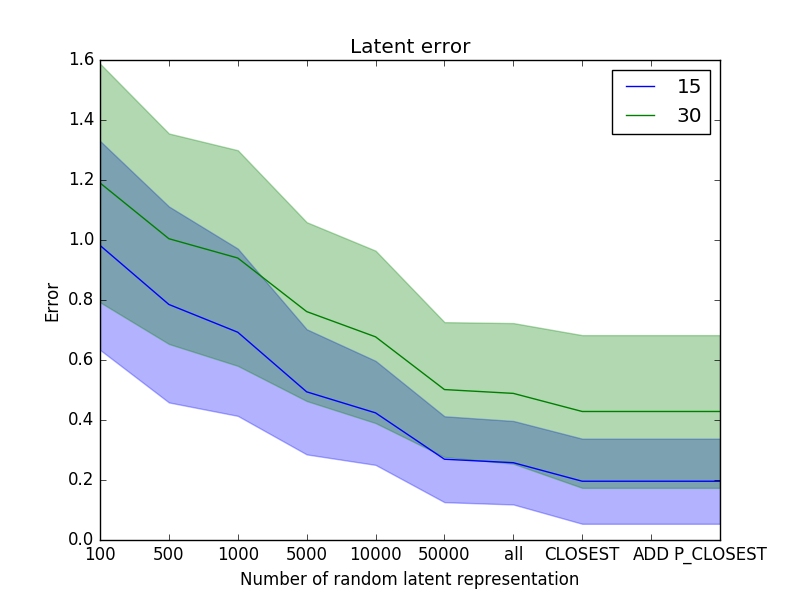 Latent error
15
30
1.6
1.4
1.2
1.0
0.8
0.6
0.4
0.2
0.0
Error
100 500 1000 5000 10000 50000 all CLOSEST ADD P_CLOSEST
Number of random latent representation